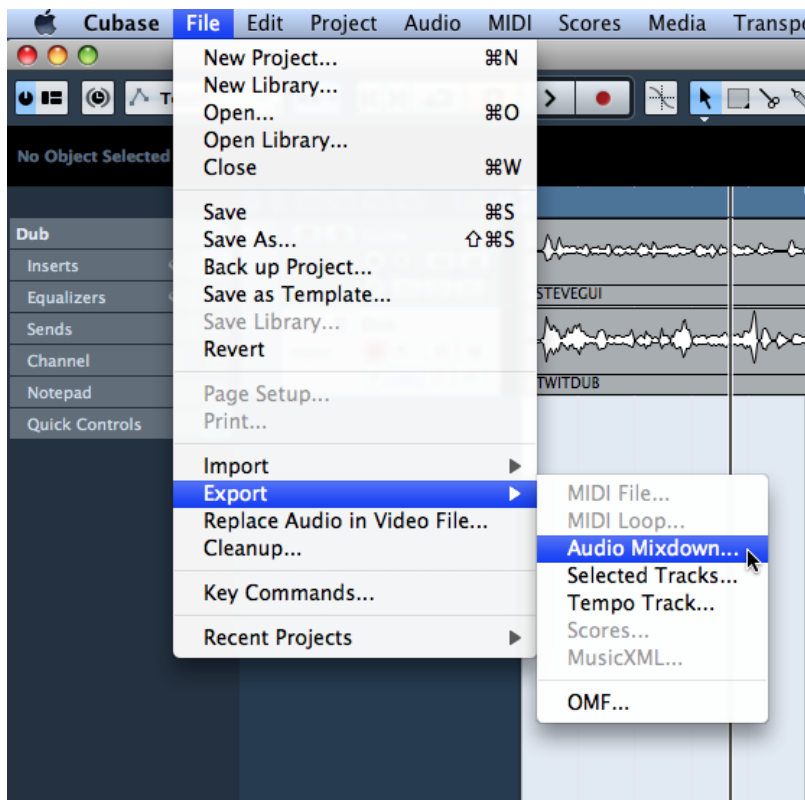 Cubase File Edit Project Audio MIDI Scores Media Transpo
New Project... ⌘N
New Library...
Open... ⌘O
Open Library...
Close ⌘W
Save ⌘S
Save As... ⇧⌘S
Back up Project...
Save as Template...
Save Library...
Revert
Page Setup...
Print...
Import
Export
Replace Audio in Video File...
Cleanup...
Key Commands...
Recent Projects
MIDI File...
MIDI Loop...
Audio Mixdown...
Selected Tracks...
Tempo Track...
Scores...
MusicXML...
OMF...
No Object Selected
Dub
Inserts
Equalizers
Sends
Channel
Notepad
Quick Controls
STEVEGUI
TWITDUB